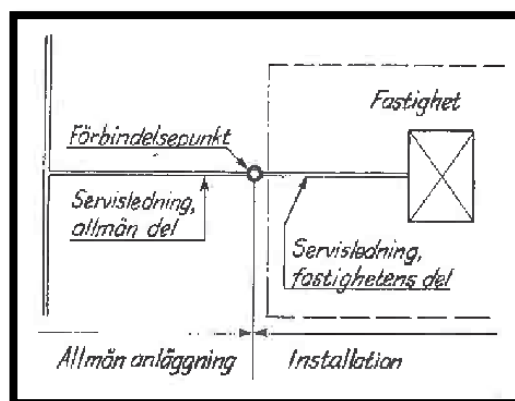 Fastighet
Förbindelsepunkt
Servisledning,
allmän del
Servisledning,
fastighetens del
Allmän anläggning
Installation